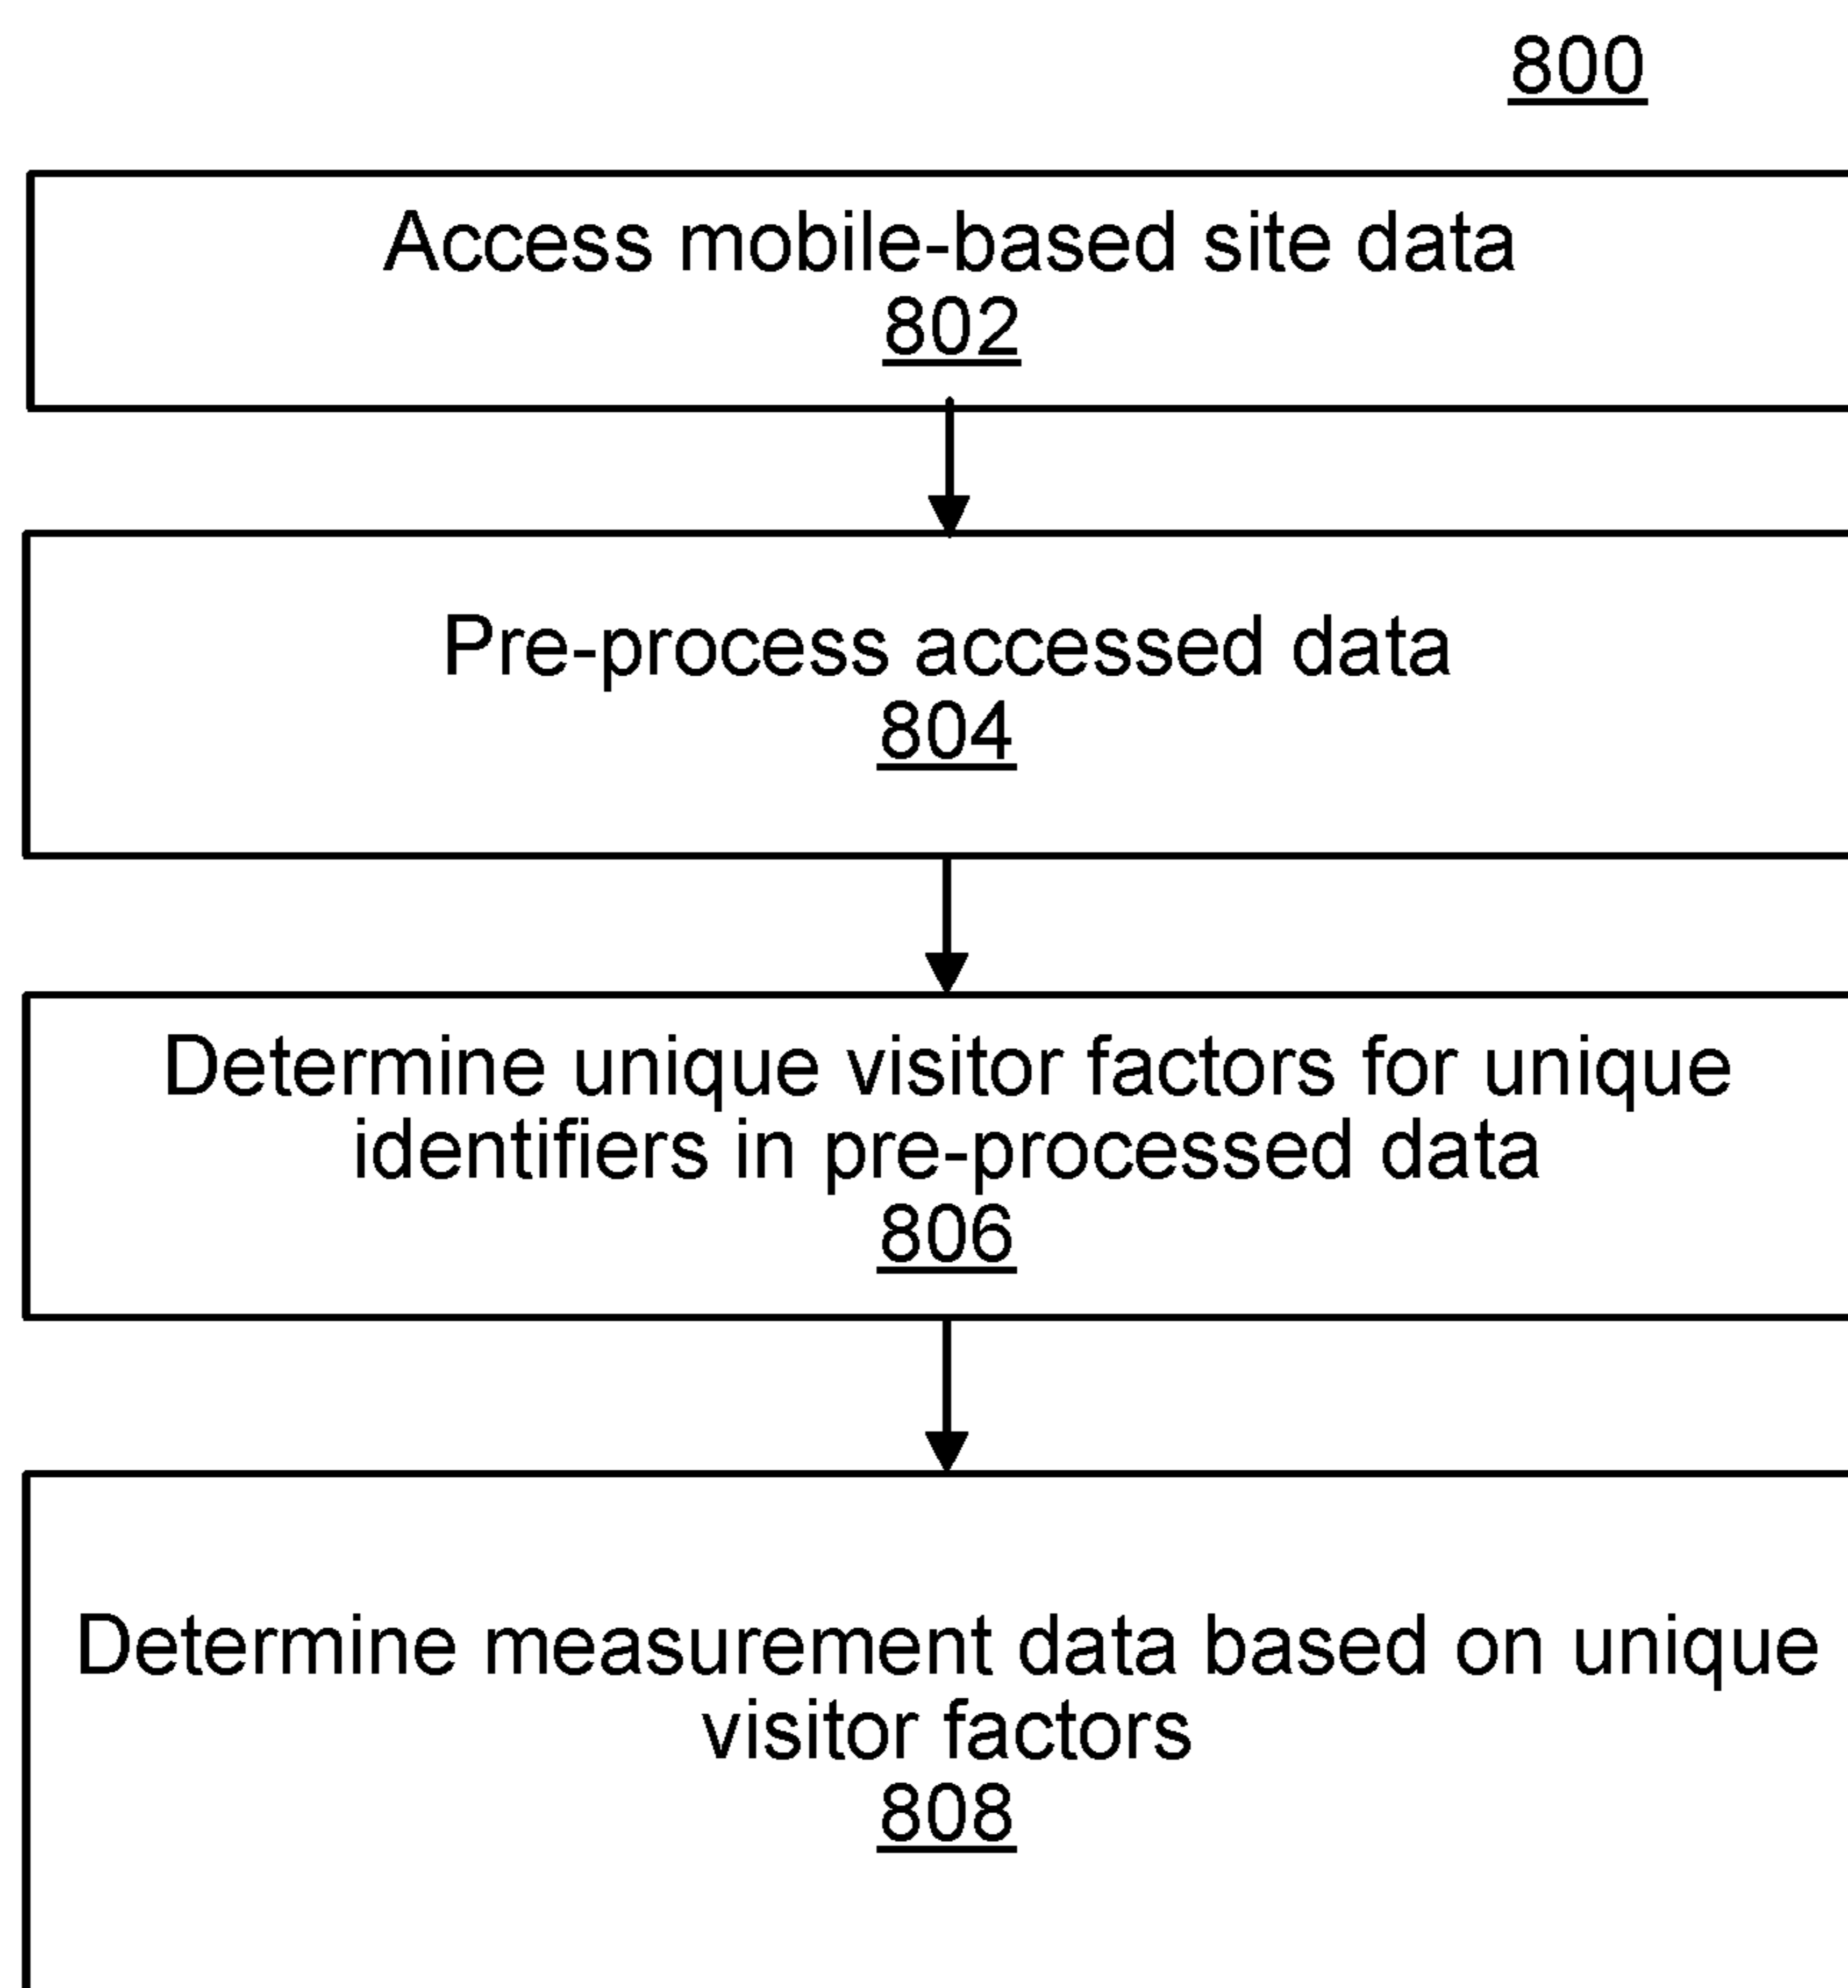 800
Access mobile-based site data
802
Pre-process accessed data
804
Determine unique visitor factors for unique
identifiers in pre-processed data
806
Determine measurement data based on unique
visitor factors
808